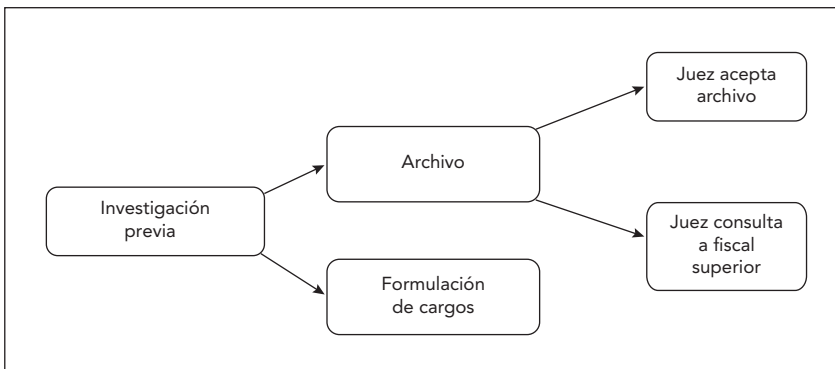 Investigación
previa
Archivo
Formulación
de cargos
Juez acepta
archivo
Juez consulta
a fiscal
superior